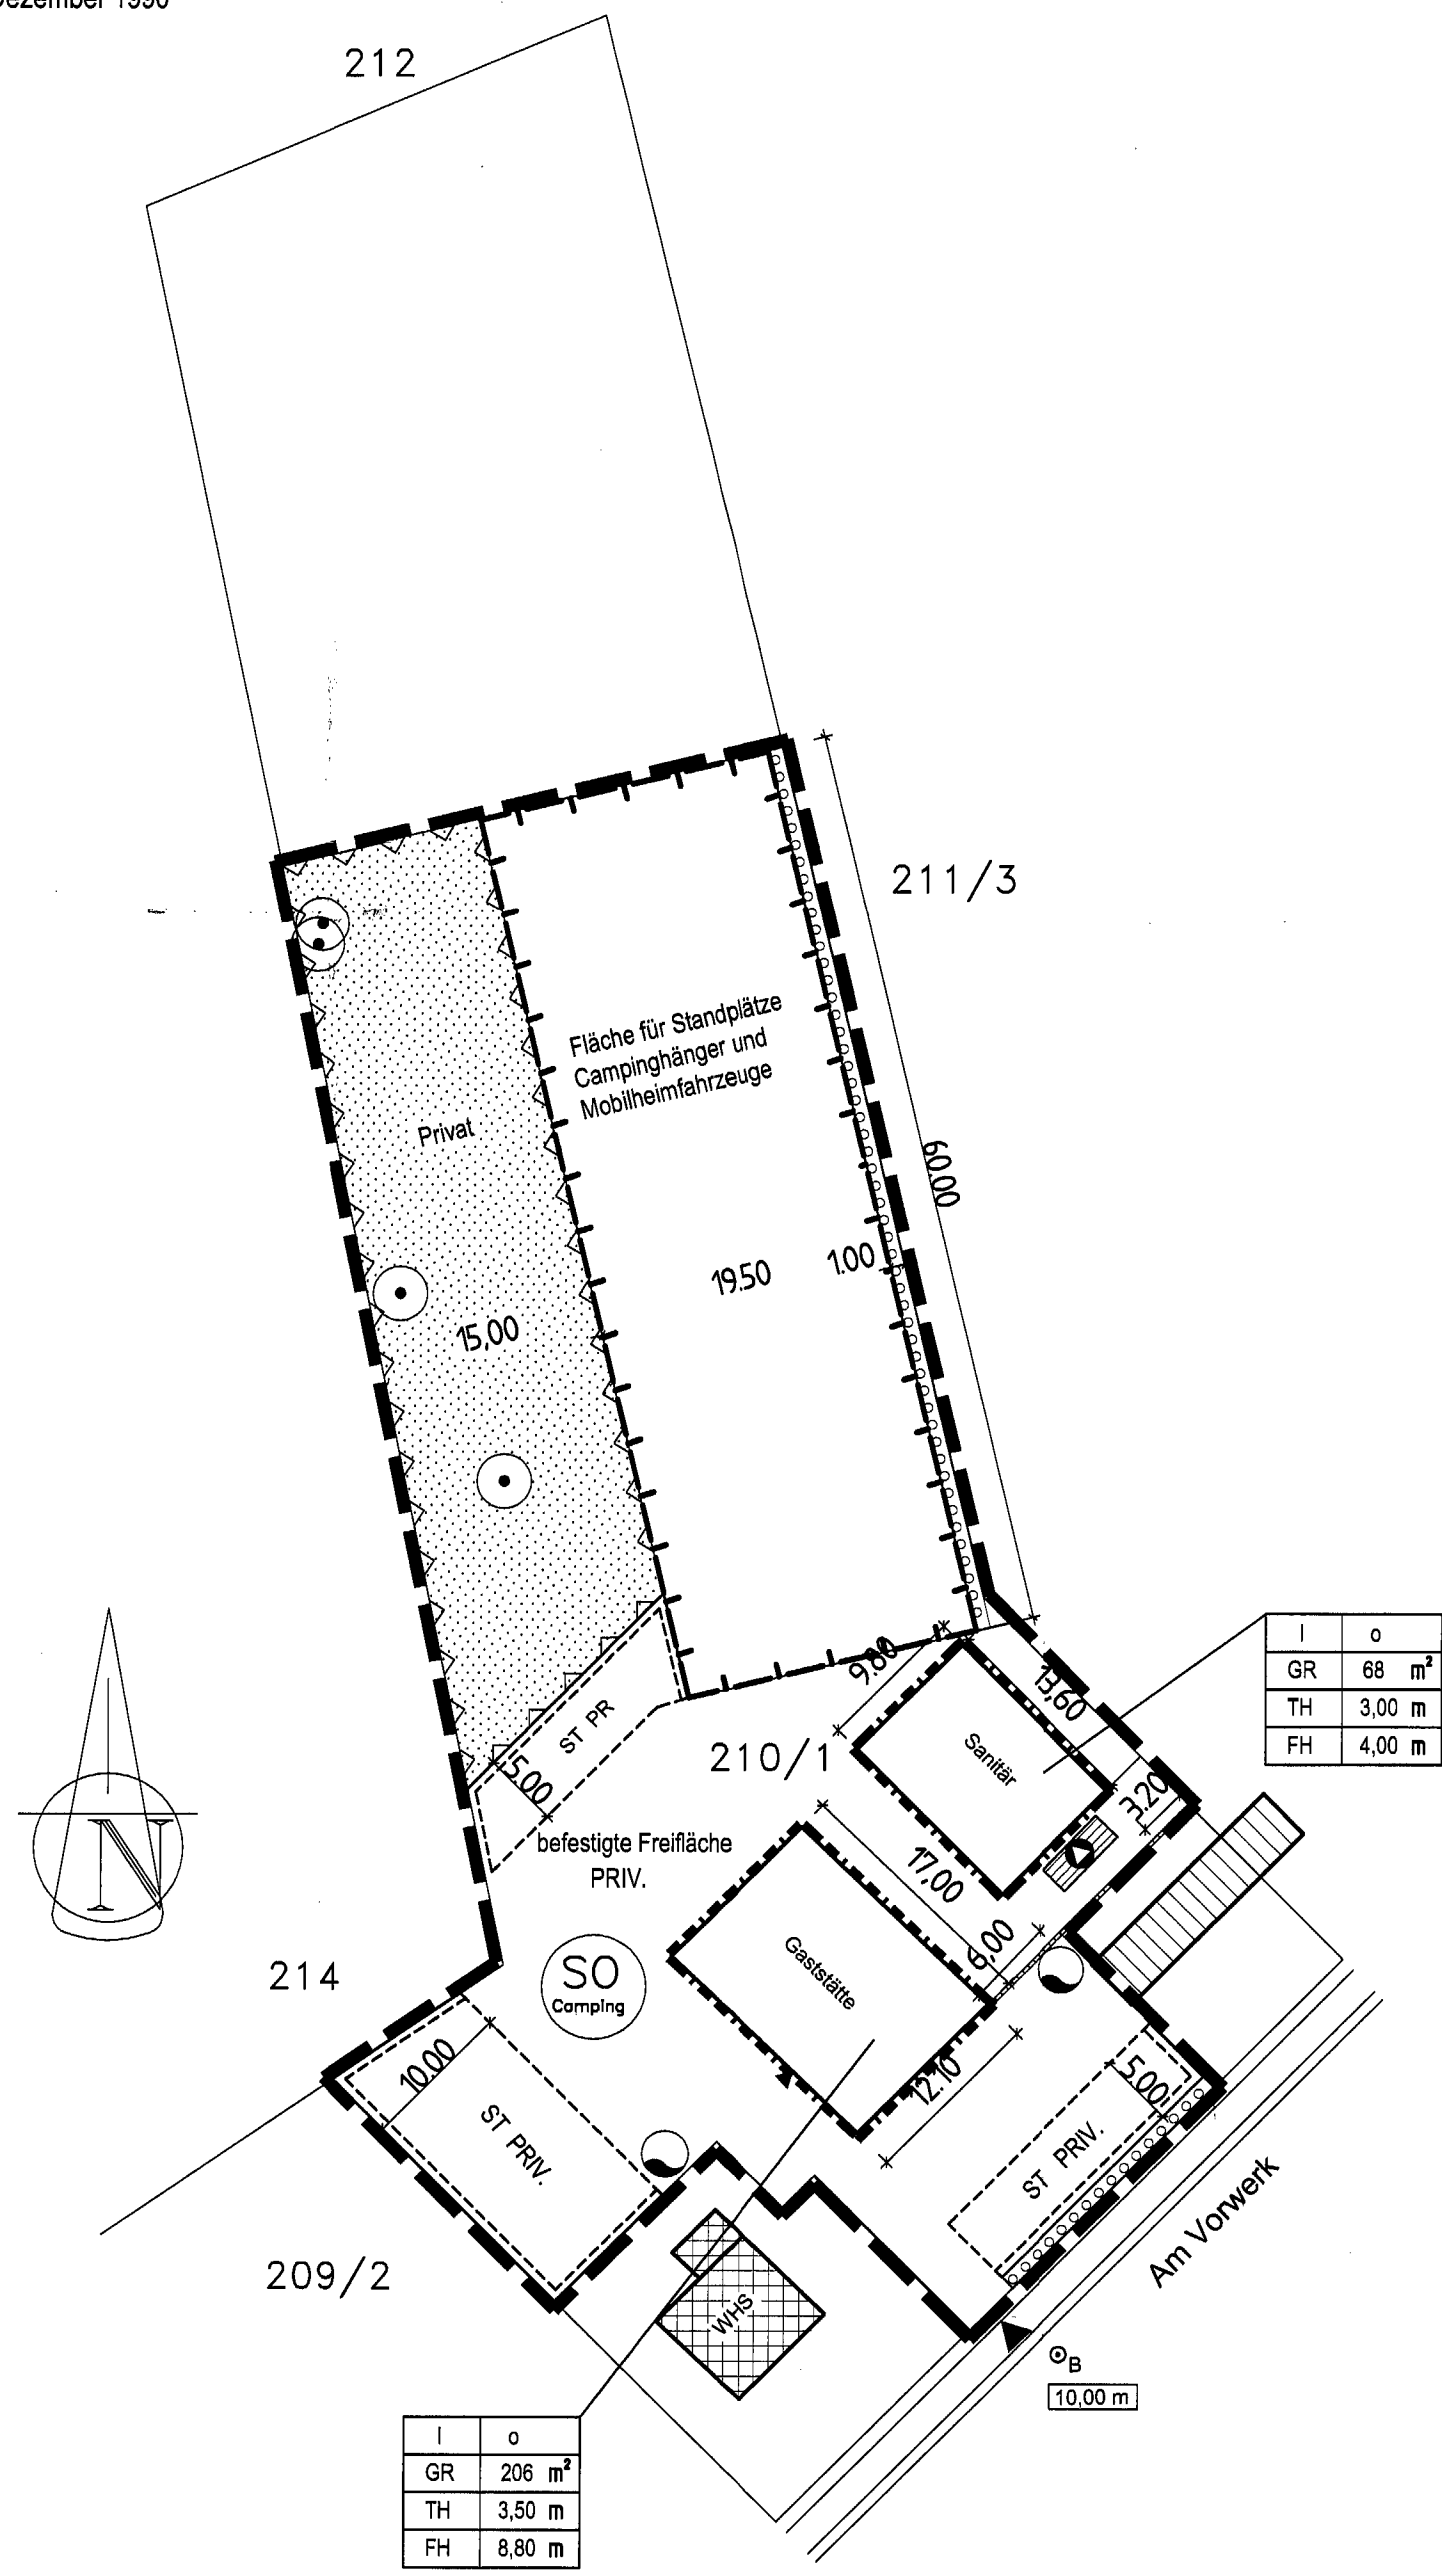 Dezember 1990
212
211/3
Fläche für Standplätze
Campinghänger und
Mobilheimfahrzeuge
Privat
60.00
19.50
1.00
15,00
9.80
13,60
I o
GR 68 m²
TH 3,00 m
FH 4,00 m
ST PR
5.00
210/1
Sanitär
3.20
befestigte Freifläche
PRIV.
17.00
6,00
N
214
SO
Camping
Gaststätte
10.00
12.10
5.00
ST PRIV.
ST PRIV.
Am Vorwerk
209/2
WHS
B
10,00 m
I o
GR 206 m²
TH 3,50 m
FH 8,80 m